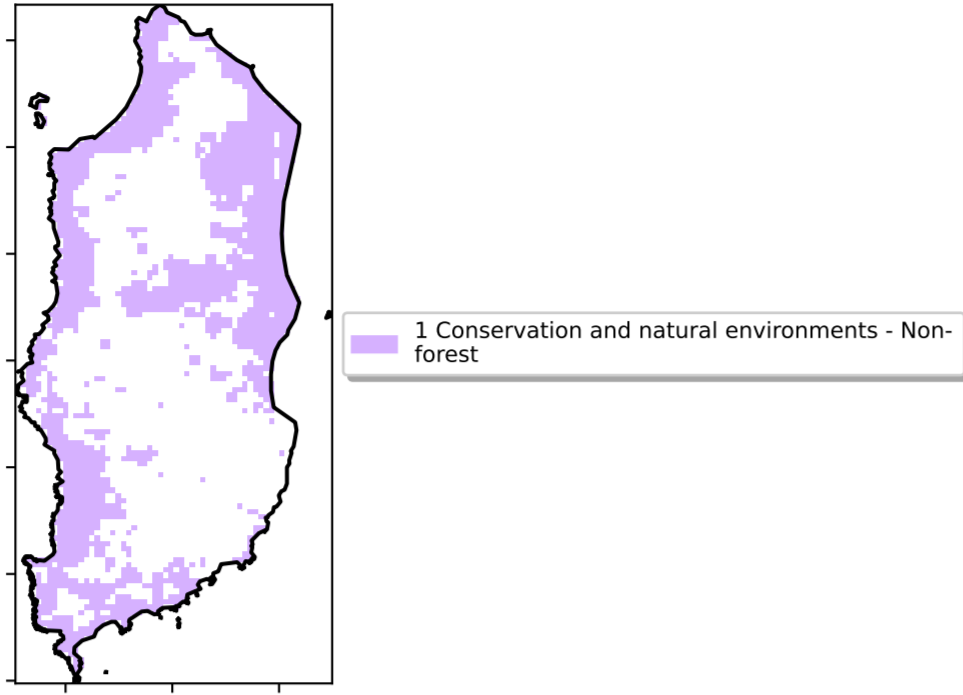 1 Conservation and natural environments - Non-
forest